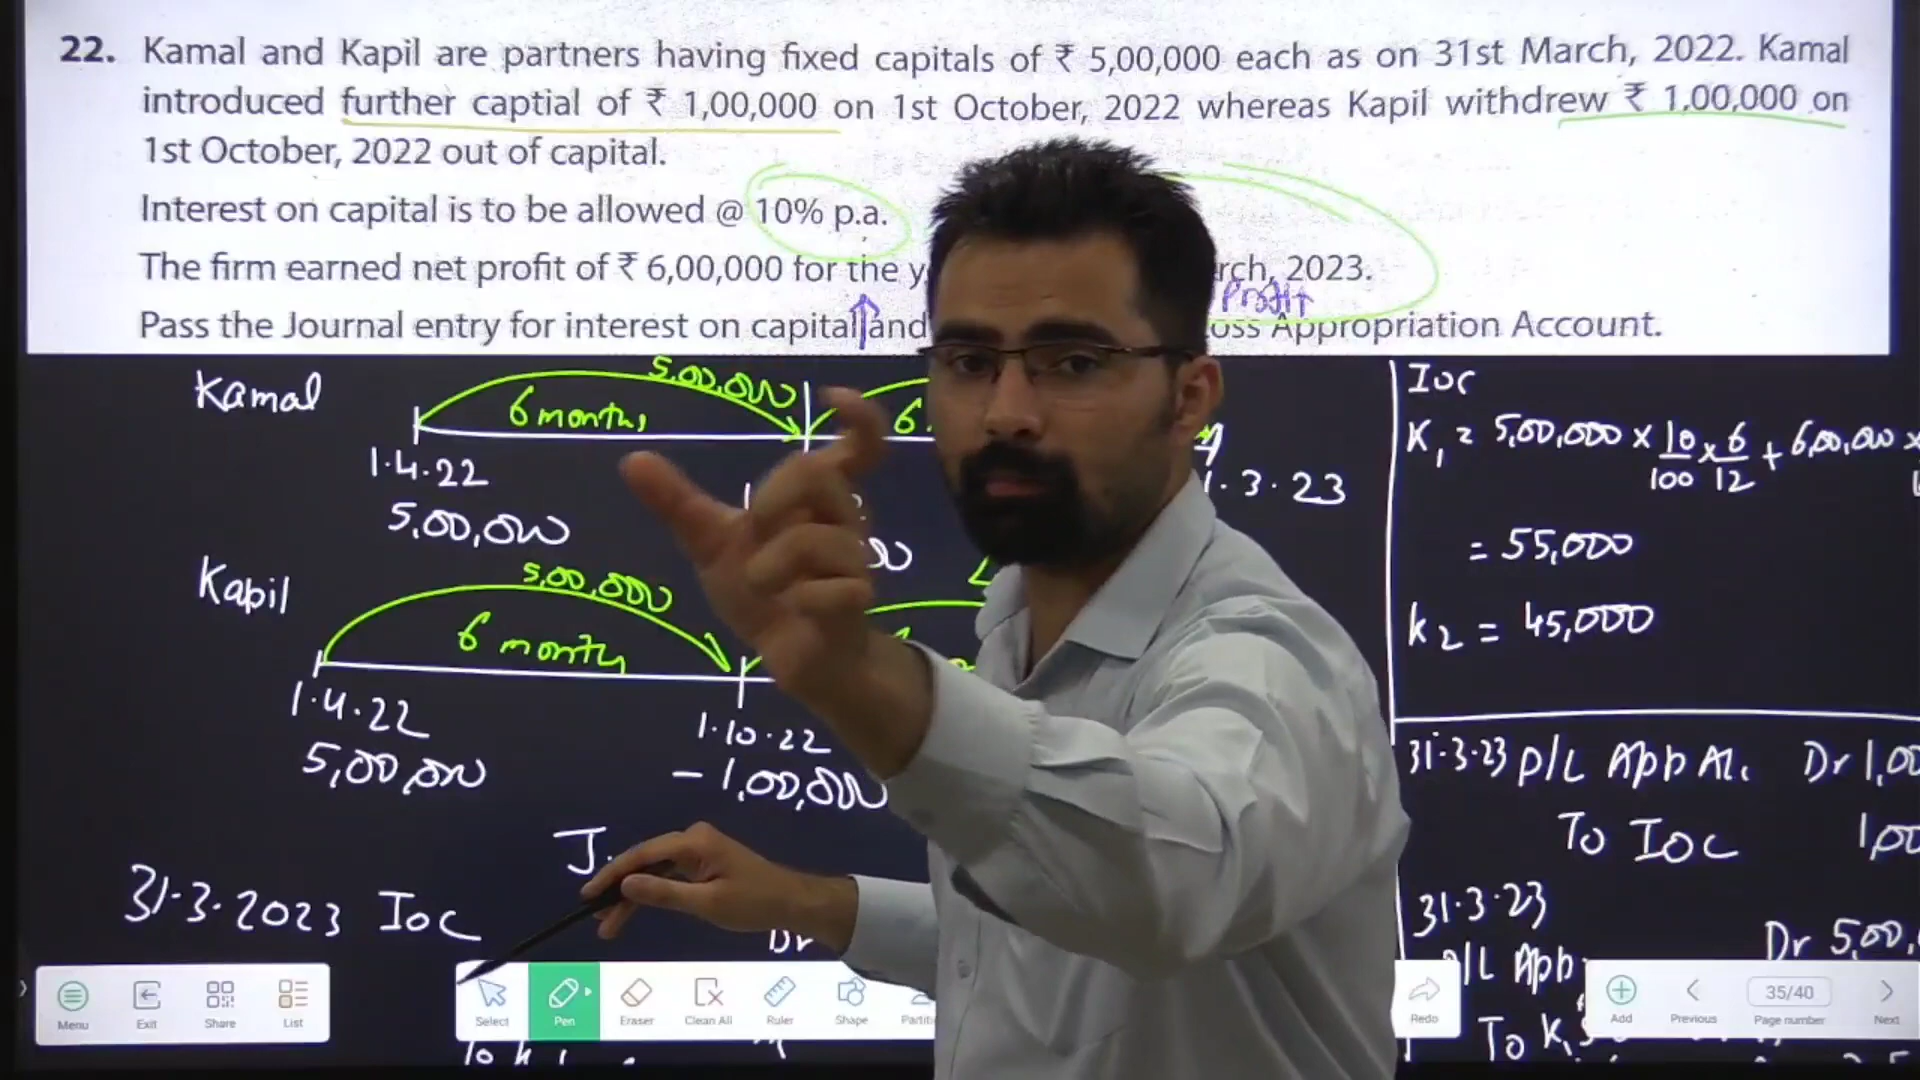 22. Kamal and Kapil are partners having fixed capitals of ₹ 5,00,000 each as on 31st March, 2022. Kamal
introduced further captial of ₹ 1,00,000 on 1st October, 2022 whereas Kapil withdrew ₹ 1,00,000 on
1st October, 2022 out of capital.
Interest on capital is to be allowed @ 10% p.a.
The firm earned net profit of ₹ 6,00,000 for the rch, 2023.
Profit
Pass the Journal entry for interest on capital and oss Appropriation Account.
Kamal
5,00,000
6 months
6
1.4.22
5,00,000
.3.23
Kapil
5,00,000
6 month
1.4.22
5,00,000
1.10.22
- 1,00,000
J.
31.3.2023 IOC
Dr
IOC
K1 = 5,00,000 × 10/100 × 6/12 + 6,00,000 ×
= 55,000
K2 = 45,000
31.3.23 P/L App A/c Dr 1,00
To IOC 1,00
31.3.23
P/L App Dr 5,00,
To K1
Menu
Exit
Share
List
Select
Pen
Eraser
Clean All
Ruler
Shape
Redo
Add
Previous
35/40
Page number
Next